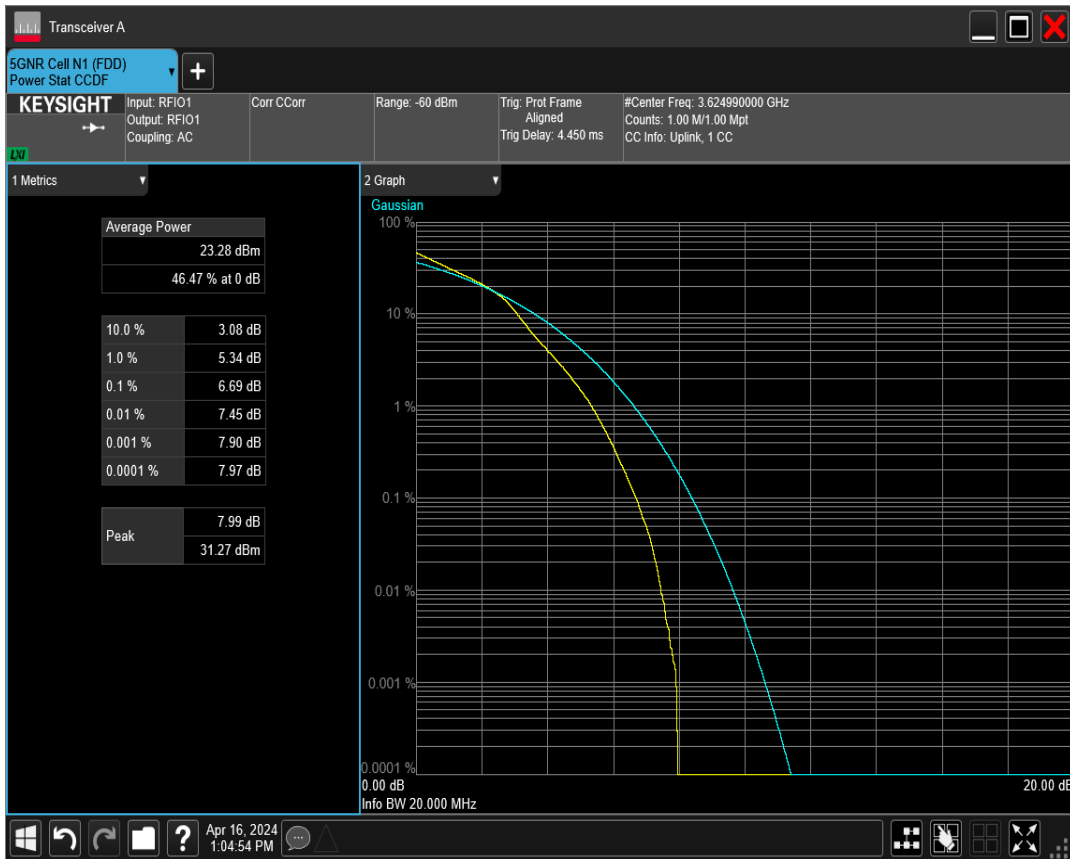 Transceiver A
5GNR Cell N1 (FDD)
Power Stat CCDF
+
KEYSIGHT
LXI
Input: RFIO1
Output: RFIO1
Coupling: AC
Corr CCorr
Range: -60 dBm
Trig: Prot Frame
Aligned
Trig Delay: 4.450 ms
#Center Freq: 3.624990000 GHz
Counts: 1.00 M/1.00 Mpt
CC Info: Uplink, 1 CC
1 Metrics
Average Power
23.28 dBm
46.47 % at 0 dB
10.0 % 3.08 dB
1.0 % 5.34 dB
0.1 % 6.69 dB
0.01 % 7.45 dB
0.001 % 7.90 dB
0.0001 % 7.97 dB
Peak
7.99 dB
31.27 dBm
2 Graph
Gaussian
100 %
10 %
1 %
0.1 %
0.01 %
0.001 %
0.0001 %
0.00 dB 20.00 dB
Info BW 20.000 MHz
?
Apr 16, 2024
1:04:54 PM